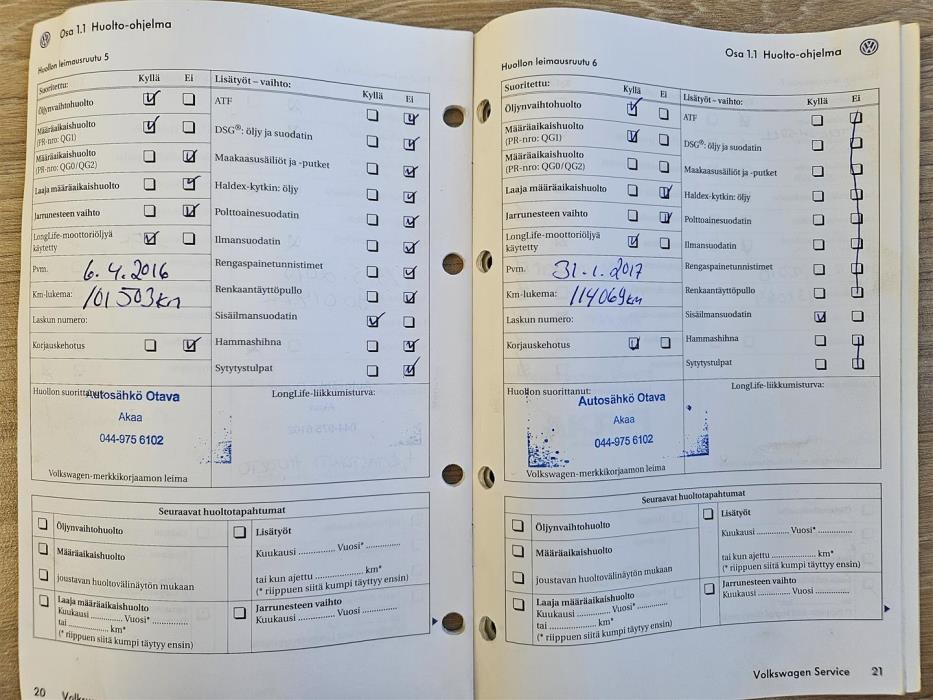 Osa 1.1 Huolto-ohjelma
Huollon leimausruutu 5
Suoritettu: Kyllä Ei
Öljynvaihtohuolto
Määräaikaishuolto
(PR-nro: QG1)
Määräaikaishuolto
(PR-nro: QG0/QG2)
Laaja määräaikaishuolto
Jarrunesteen vaihto
LongLife-moottoriöljyä
käytetty
Pvm. 6.4.2016
Km-lukema: 101 503 km
Laskun numero:
Korjauskehotus
Lisätyöt – vaihto: Kyllä Ei
ATF
DSG®: öljy ja suodatin
Maakaasusäiliöt ja -putket
Haldex-kytkin: öljy
Polttoainesuodatin
Ilmansuodatin
Rengaspainetunnistimet
Renkaantäyttöpullo
Sisäilmansuodatin
Hammashihna
Sytytystulpat
Huollon suorittanut:
Autosähkö Otava
Akaa
044-975 6102
Volkswagen-merkkikorjaamon leima
LongLife-liikkumisturva:
Seuraavat huoltotapahtumat
Öljynvaihtohuolto
Määräaikaishuolto
joustavan huoltovälinäytön mukaan
Laaja määräaikaishuolto
Kuukausi .............. Vuosi* ..............
tai .................. km*
(* riippuen siitä kumpi täytyy ensin)
Lisätyöt
Kuukausi .............. Vuosi* ..............
tai kun ajettu .................. km*
(* riippuen siitä kumpi täytyy ensin)
Jarrunesteen vaihto
Kuukausi .............. Vuosi ..............
20
Osa 1.1 Huolto-ohjelma
Huollon leimausruutu 6
Suoritettu: Kyllä Ei
Öljynvaihtohuolto
Määräaikaishuolto
(PR-nro: QG1)
Määräaikaishuolto
(PR-nro: QG0/QG2)
Laaja määräaikaishuolto
Jarrunesteen vaihto
LongLife-moottoriöljyä
käytetty
Pvm. 31.1.2017
Km-lukema: 114069 km
Laskun numero:
Korjauskehotus
Lisätyöt – vaihto: Kyllä Ei
ATF
DSG®: öljy ja suodatin
Maakaasusäiliöt ja -putket
Haldex-kytkin: öljy
Polttoainesuodatin
Ilmansuodatin
Rengaspainetunnistimet
Renkaantäyttöpullo
Sisäilmansuodatin
Hammashihna
Sytytystulpat
Huollon suorittanut:
Autosähkö Otava
Akaa
044-975 6102
Volkswagen-merkkikorjaamon leima
LongLife-liikkumisturva:
Seuraavat huoltotapahtumat
Öljynvaihtohuolto
Määräaikaishuolto
joustavan huoltovälinäytön mukaan
Laaja määräaikaishuolto
Kuukausi .............. Vuosi* ..............
tai .................. km*
(* riippuen siitä kumpi täytyy ensin)
Lisätyöt
Kuukausi .............. Vuosi* ..............
tai kun ajettu .................. km*
(* riippuen siitä kumpi täytyy ensin)
Jarrunesteen vaihto
Kuukausi .............. Vuosi ..............
Volkswagen Service 21